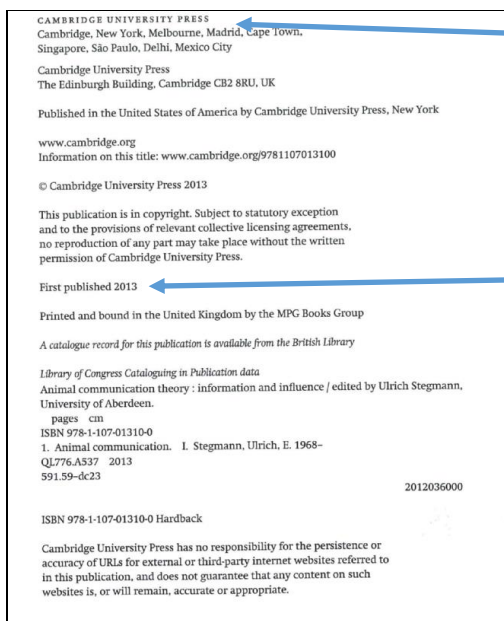 CAMBRIDGE UNIVERSITY PRESS
Cambridge, New York, Melbourne, Madrid, Cape Town,
Singapore, São Paulo, Delhi, Mexico City
Cambridge University Press
The Edinburgh Building, Cambridge CB2 8RU, UK
Published in the United States of America by Cambridge University Press, New York
www.cambridge.org
Information on this title: www.cambridge.org/9781107013100
© Cambridge University Press 2013
This publication is in copyright. Subject to statutory exception
and to the provisions of relevant collective licensing agreements,
no reproduction of any part may take place without the written
permission of Cambridge University Press.
First published 2013
Printed and bound in the United Kingdom by the MPG Books Group
A catalogue record for this publication is available from the British Library
Library of Congress Cataloguing in Publication data
Animal communication theory : information and influence / edited by Ulrich Stegmann,
University of Aberdeen.
pages cm
ISBN 978-1-107-01310-0
1. Animal communication. I. Stegmann, Ulrich, E. 1968–
QL776.A537 2013
591.59–dc23
2012036000
ISBN 978-1-107-01310-0 Hardback
Cambridge University Press has no responsibility for the persistence or
accuracy of URLs for external or third-party internet websites referred to
in this publication, and does not guarantee that any content on such
websites is, or will remain, accurate or appropriate.